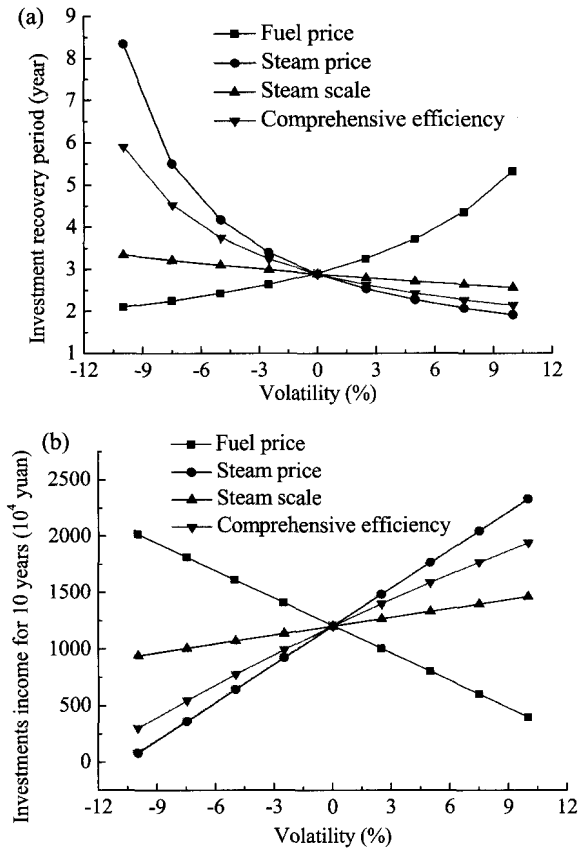 (a)
Fuel price
Steam price
Steam scale
Comprehensive efficiency
Investment recovery period (year)
9
8
7
6
5
4
3
2
1
-12 -9 -6 -3 0 3 6 9 12
Volatility (%)
(b)
Fuel price
Steam price
Steam scale
Comprehensive efficiency
Investments income for 10 years (10⁴ yuan)
2500
2000
1500
1000
500
0
-12 -9 -6 -3 0 3 6 9 12
Volatility (%)